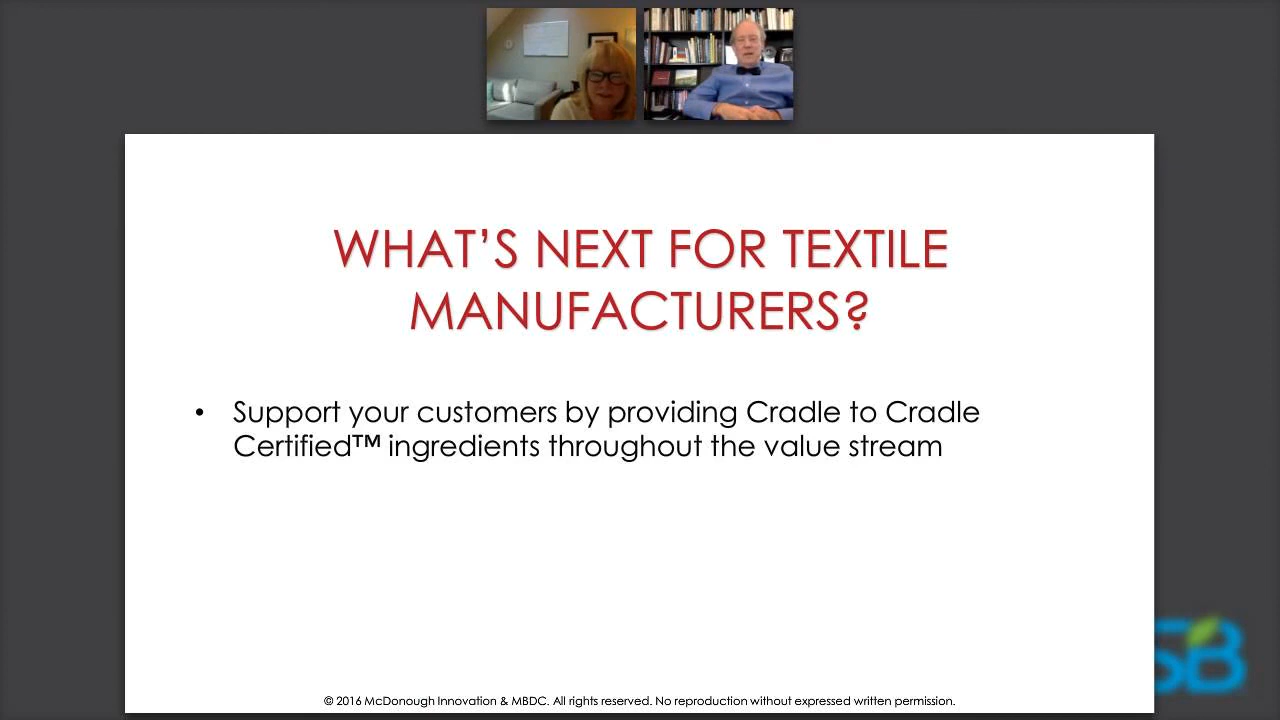 WHAT’S NEXT FOR TEXTILE
MANUFACTURERS?
• Support your customers by providing Cradle to Cradle
Certified™ ingredients throughout the value stream
© 2016 McDonough Innovation & MBDC. All rights reserved. No reproduction without expressed written permission.
SB